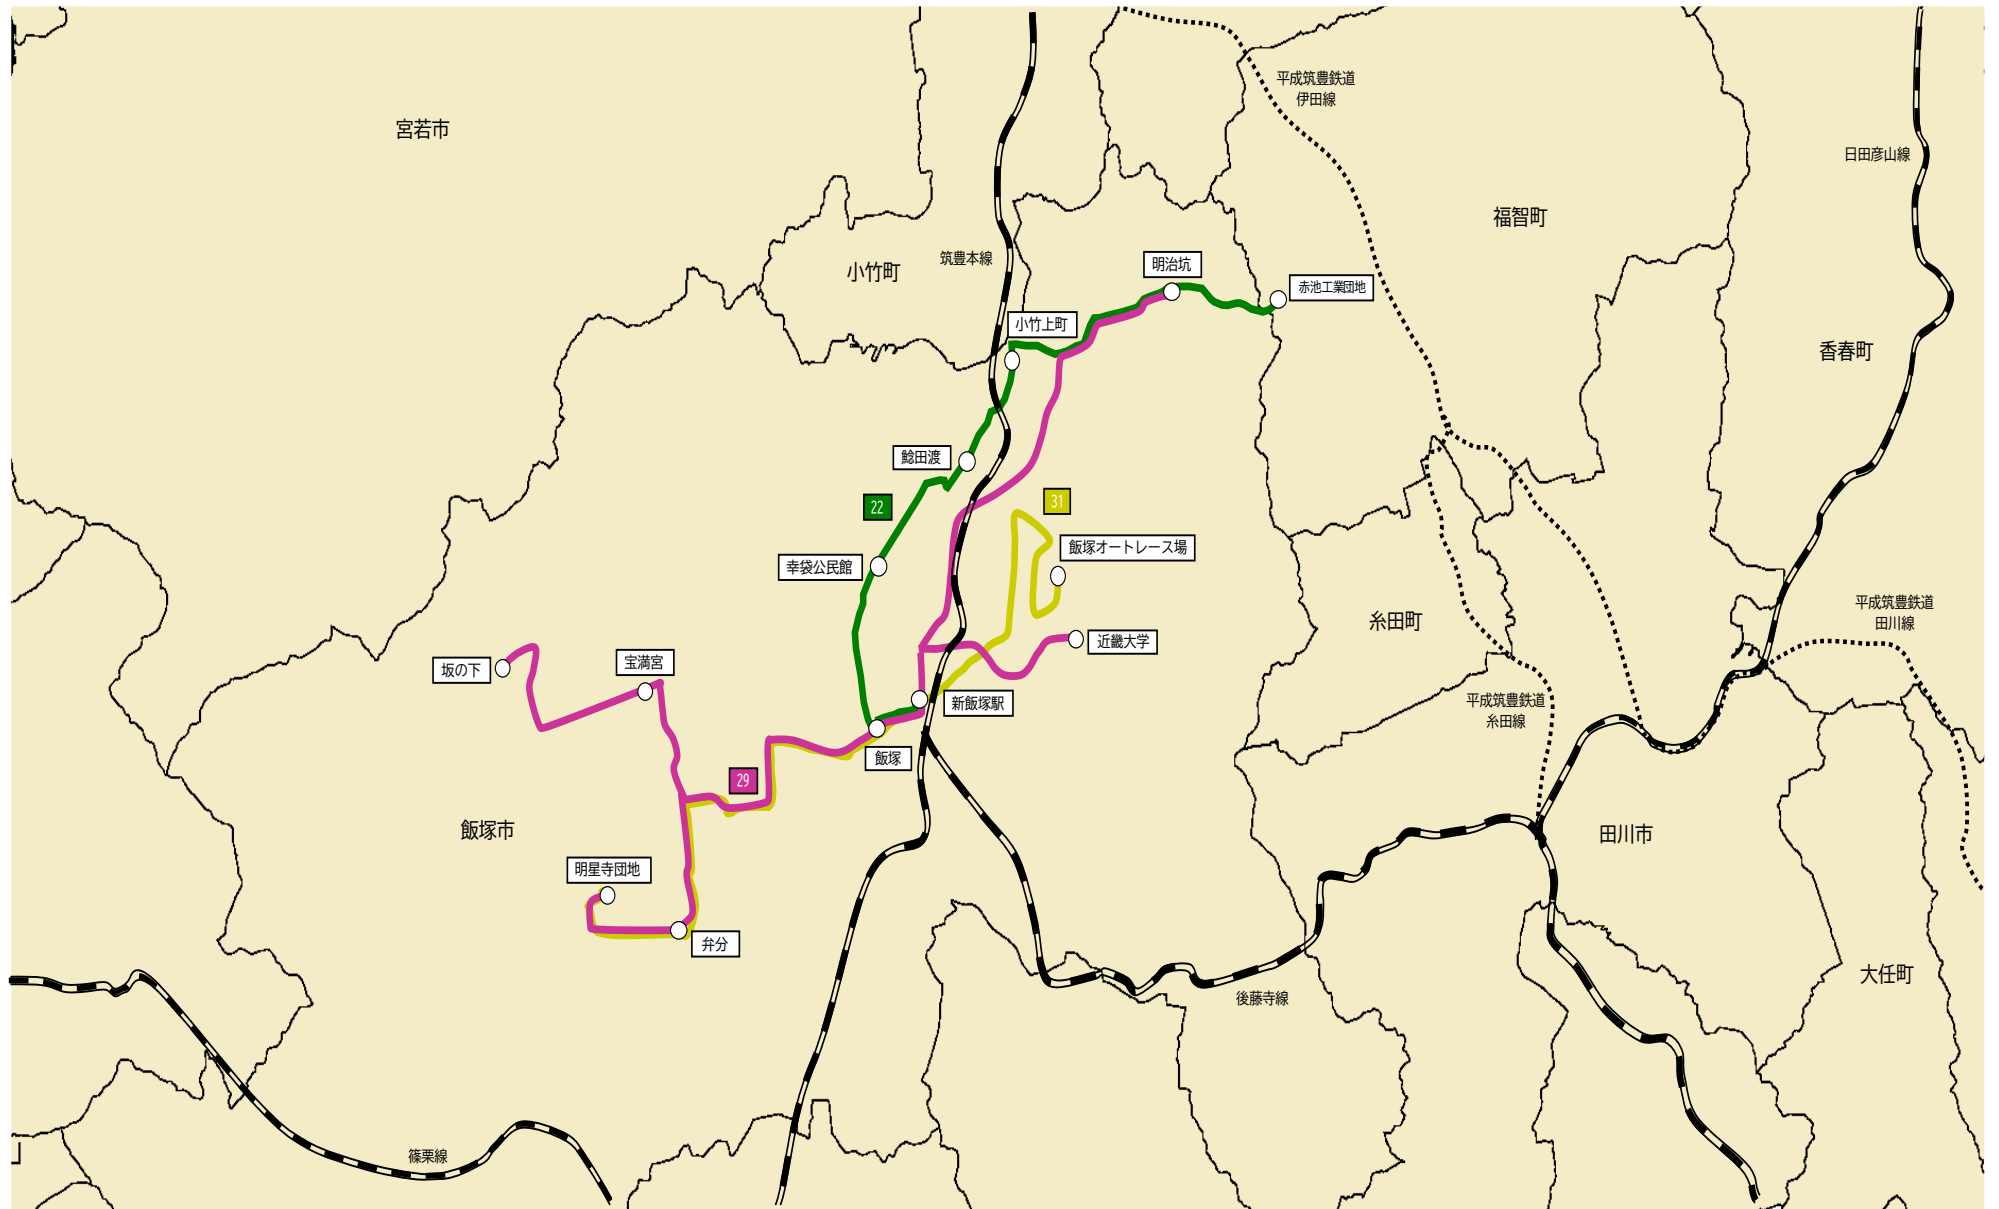 平成筑豊鉄道
伊田線
宮若市
日田彦山線
福智町
筑豊本線
小竹町
明治坑
赤池工業団地
小竹上町
香春町
鯰田渡
22
31
飯塚オートレース場
幸袋公民館
平成筑豊鉄道
田川線
糸田町
近畿大学
宝満宮
坂の下
新飯塚駅
平成筑豊鉄道
糸田線
飯塚
29
飯塚市
田川市
明星寺団地
弁分
大任町
後藤寺線
篠栗線